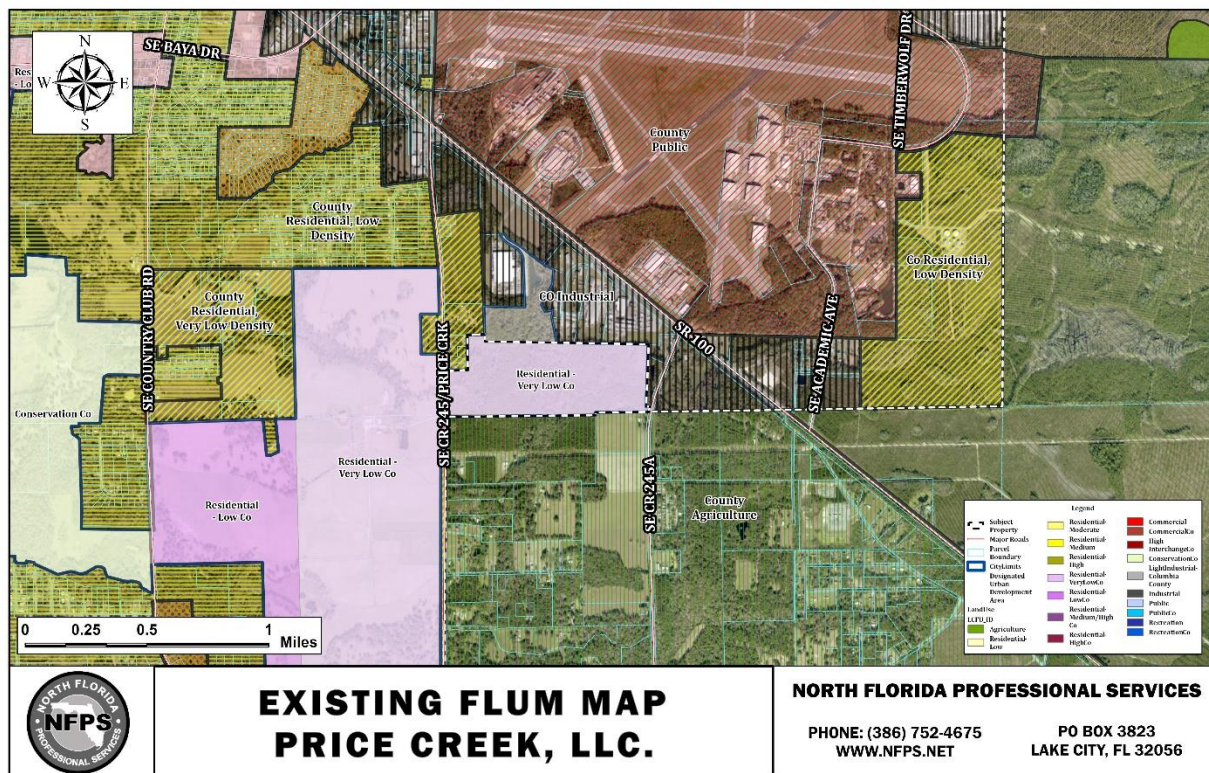 SE BAYA DR
N
W E
S
Res
- Lo
County
Residential, Low
Density
County
Public
SE TIMBERWOLF DR
Co Residential,
Low Density
County
Residential,
Very Low Density
CO Industrial
SR-100
SE ACADEMIC AVE
SE COUNTRY CLUB RD
SE CR 245/PRICE CRK
Residential -
Very Low Co
Conservation Co
Residential -
Very Low Co
Residential
- Low Co
SE CR 245A
County
Agriculture
Legend
Subject
Property
Major Roads
Parcel
Boundary
CityLimits
Designated
Urban
Development
Area
Land Use
LCFU_ID
Agriculture
Residential-
Low
Residential-
Moderate
Residential-
Medium
Residential-
High
Residential-
VeryLowCo
Residential-
LowCo
Residential-
Medium/High
Co
Residential-
HighCo
Commercial
CommercialCo
High
InterchangeCo
ConservationCo
LightIndustrial-
Columbia
County
Industrial
Public
PublicCo
Recreation
RecreationCo
0 0.25 0.5 1
Miles
NORTH FLORIDA
NFPS
PROFESSIONAL SERVICES
EXISTING FLUM MAP
PRICE CREEK, LLC.
NORTH FLORIDA PROFESSIONAL SERVICES
PHONE: (386) 752-4675
WWW.NFPS.NET
PO BOX 3823
LAKE CITY, FL 32056